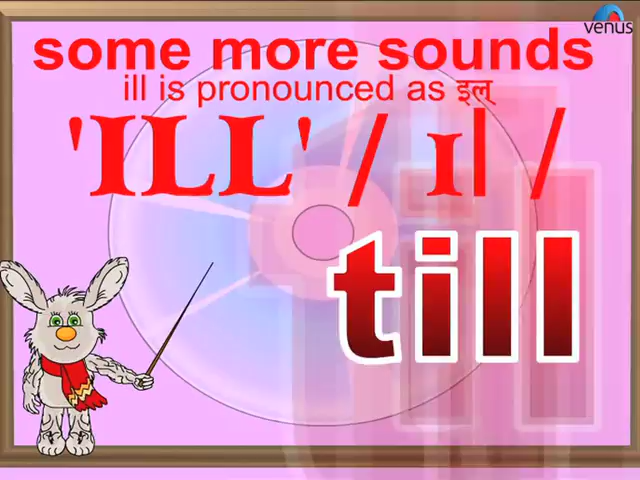 venus
some more sounds
ill is pronounced as इल्
'ILL' / ɪl /
till